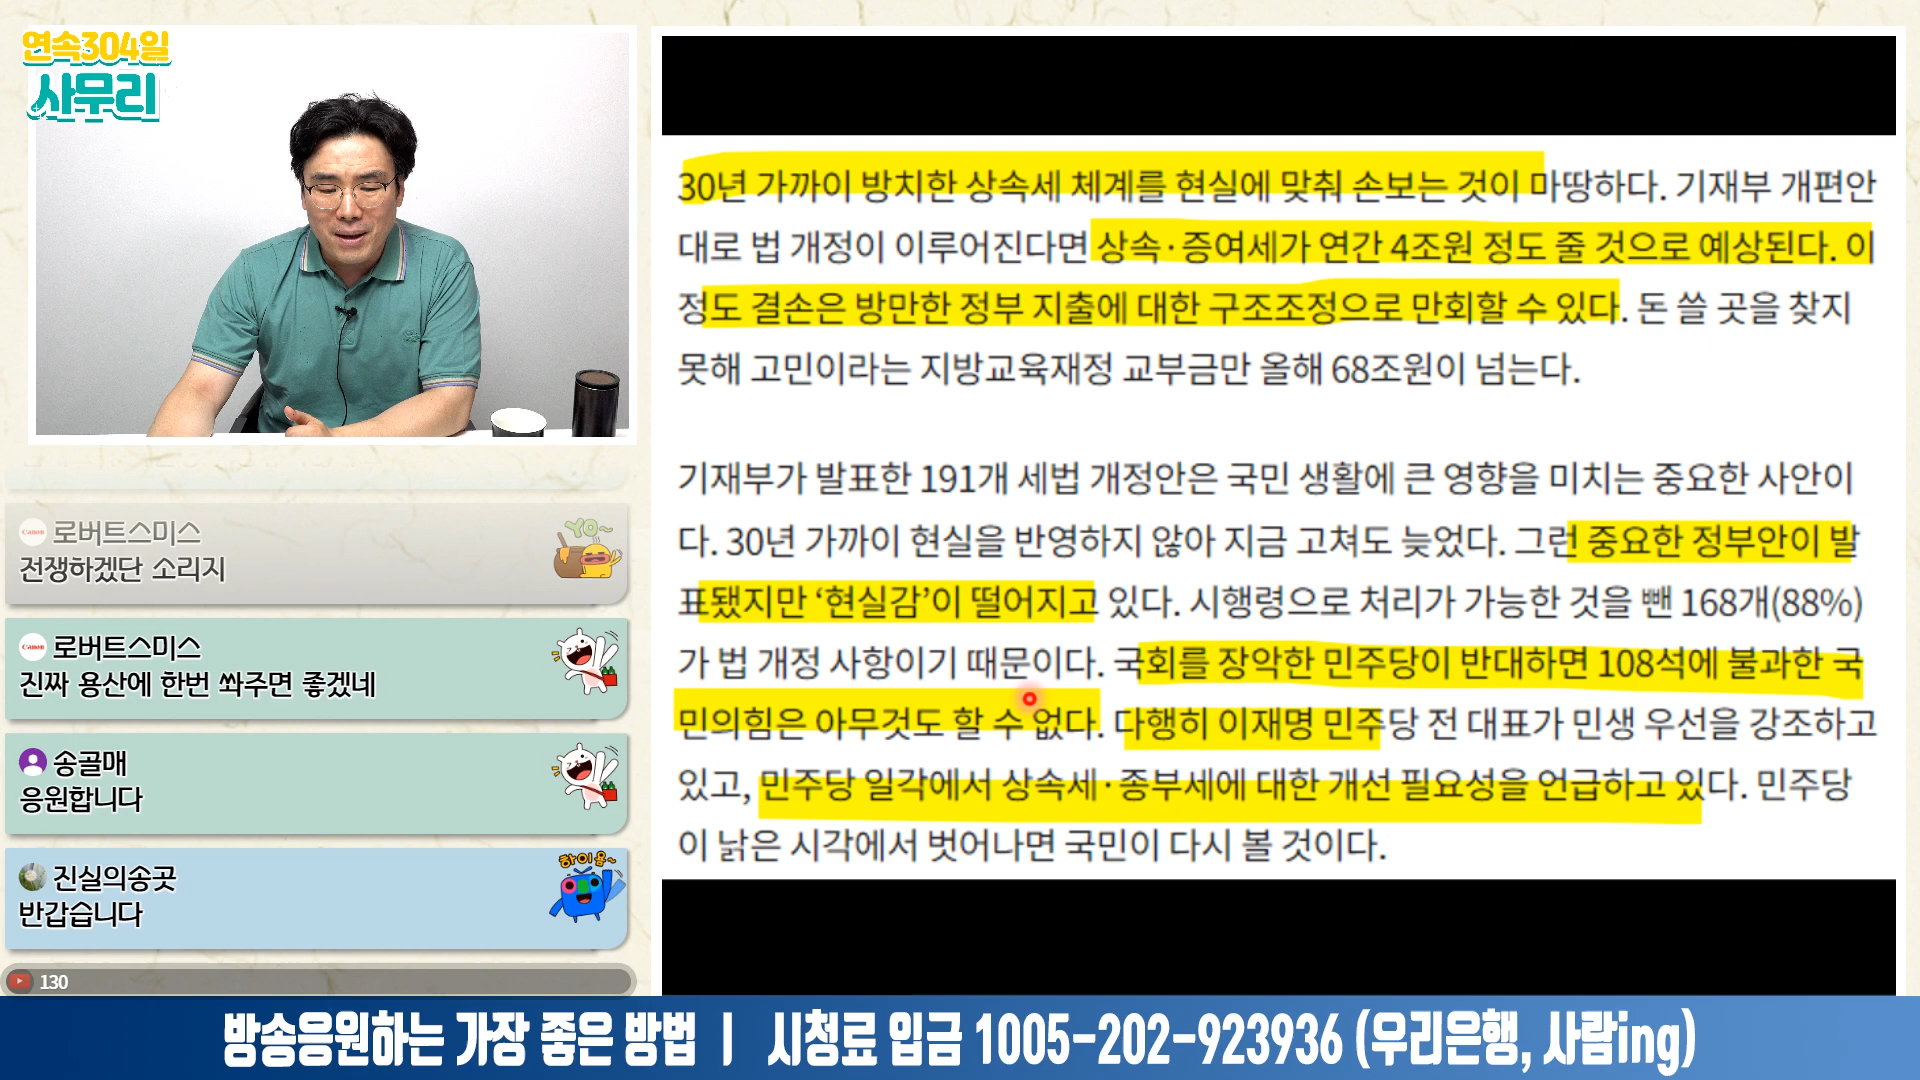 연속304일
사무리
30년 가까이 방치한 상속세 체계를 현실에 맞춰 손보는 것이 마땅하다. 기재부 개편안
대로 법 개정이 이루어진다면 상속·증여세가 연간 4조원 정도 줄 것으로 예상된다. 이
정도 결손은 방만한 정부 지출에 대한 구조조정으로 만회할 수 있다. 돈 쓸 곳을 찾지
못해 고민이라는 지방교육재정 교부금만 올해 68조원이 넘는다.
기재부가 발표한 191개 세법 개정안은 국민 생활에 큰 영향을 미치는 중요한 사안이
다. 30년 가까이 현실을 반영하지 않아 지금 고쳐도 늦었다. 그런 중요한 정부안이 발
표됐지만 ‘현실감’이 떨어지고 있다. 시행령으로 처리가 가능한 것을 뺀 168개(88%)
가 법 개정 사항이기 때문이다. 국회를 장악한 민주당이 반대하면 108석에 불과한 국
민의힘은 아무것도 할 수 없다. 다행히 이재명 민주당 전 대표가 민생 우선을 강조하고
있고, 민주당 일각에서 상속세·종부세에 대한 개선 필요성을 언급하고 있다. 민주당
이 낡은 시각에서 벗어나면 국민이 다시 볼 것이다.
Canon 로버트스미스
YO~
전쟁하겠단 소리지
Canon 로버트스미스
진짜 용산에 한번 쏴주면 좋겠네
송골매
응원합니다
하이욤~
진실의송곳
반갑습니다
130
방송응원하는 가장 좋은 방법 | 시청료 입금 1005-202-923936 (우리은행, 사람ing)